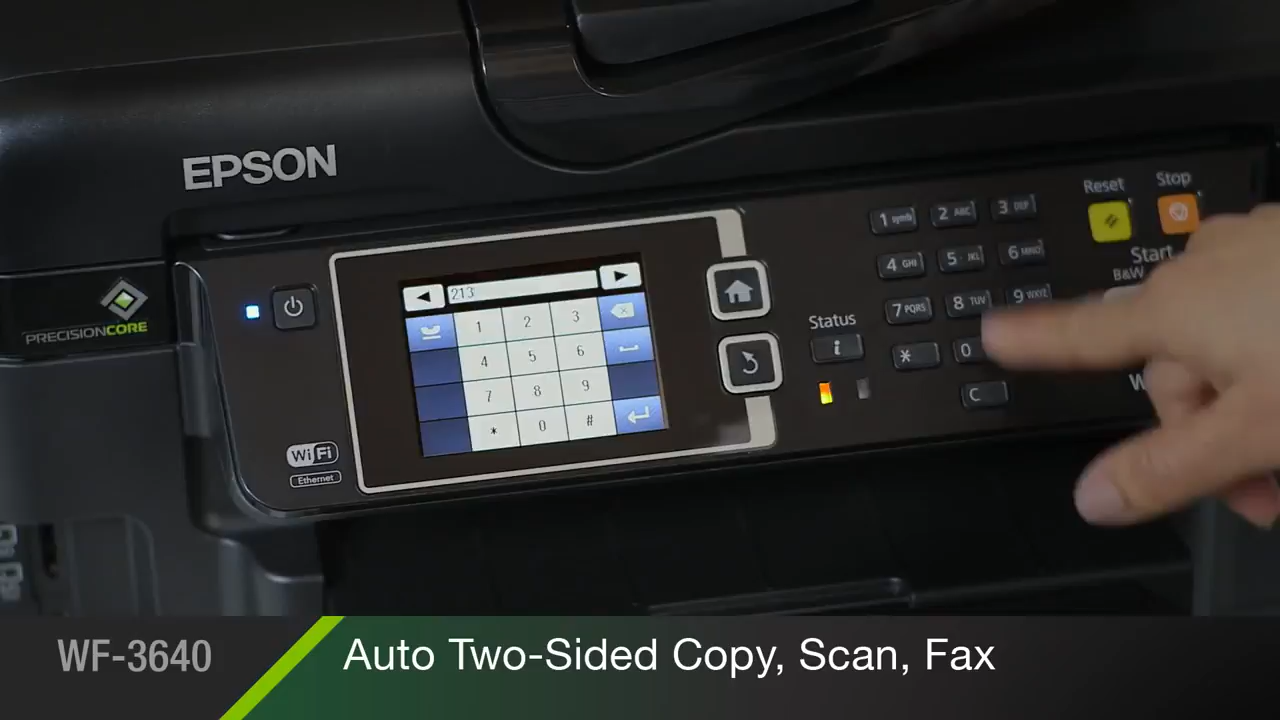 EPSON
PRECISIONCORE
WiFi
Ethernet
213
1 2 3
4 5 6
7 8 9
* 0 #
Status
i
1 symb 2 ABC 3 DEF
4 GHI 5 JKL 6 MNO
7 PQRS 8 TUV 9 WXYZ
* 0
C
Reset
Stop
Start
B&W
WF-3640
Auto Two-Sided Copy, Scan, Fax